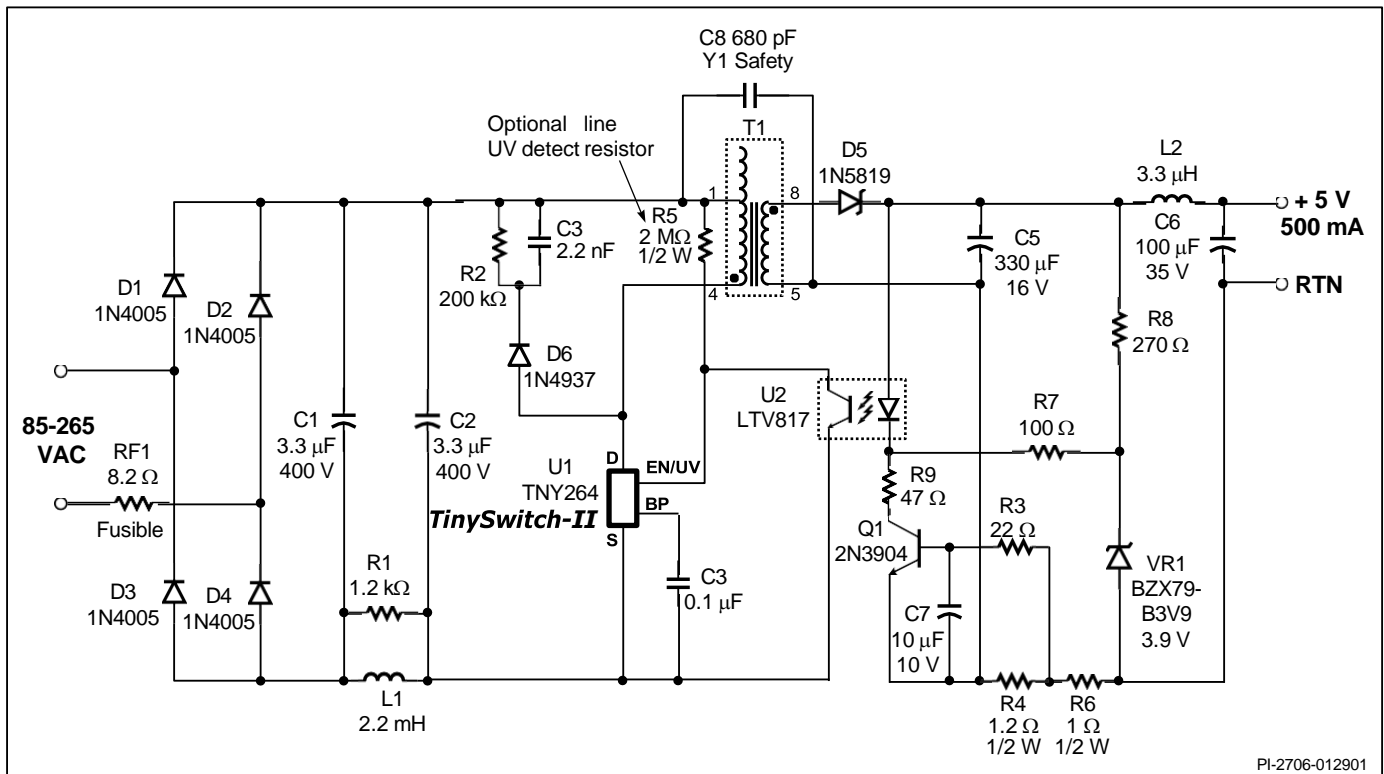 C8 680 pF
Y1 Safety
T1
Optional line
UV detect resistor
D5
1N5819
L2
3.3 μH
1
8
+ 5 V
500 mA
R5
2 MΩ
1/2 W
C3
2.2 nF
R2
200 kΩ
C5
330 μF
16 V
C6
100 μF
35 V
4
5
RTN
D1
1N4005
D2
1N4005
R8
270 Ω
D6
1N4937
U2
LTV817
85-265
VAC
RF1
8.2 Ω
Fusible
C1
3.3 μF
400 V
C2
3.3 μF
400 V
R7
100 Ω
D
EN/UV
BP
S
U1
TNY264
TinySwitch-II
R9
47 Ω
Q1
2N3904
R3
22 Ω
VR1
BZX79-
B3V9
3.9 V
D3
1N4005
D4
1N4005
R1
1.2 kΩ
C3
0.1 μF
C7
10 μF
10 V
L1
2.2 mH
R4
1.2 Ω
1/2 W
R6
1 Ω
1/2 W
PI-2706-012901